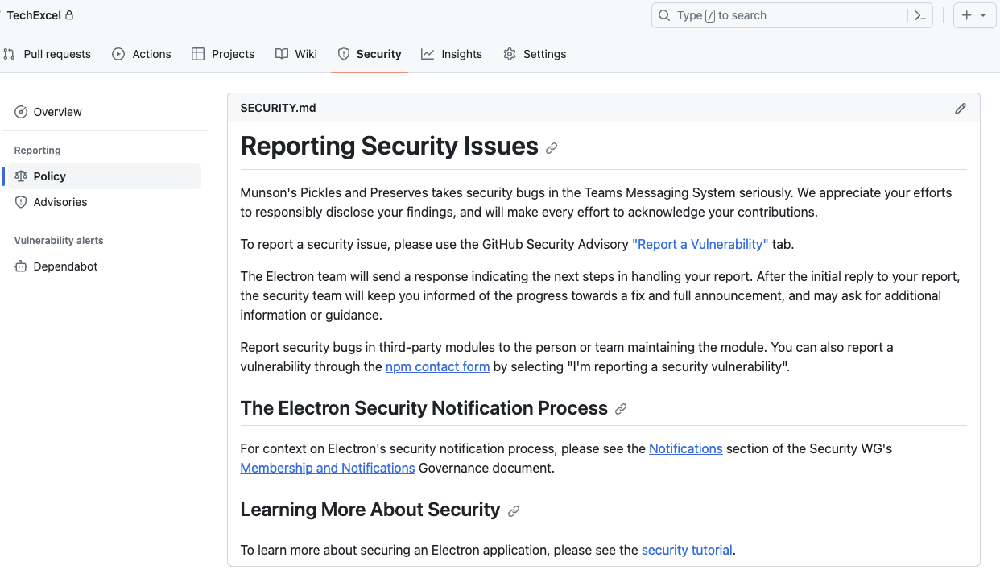 TechExcel
Type / to search
Pull requests
Actions
Projects
Wiki
Security
Insights
Settings
Overview
Reporting
Policy
Advisories
Vulnerability alerts
Dependabot
SECURITY.md
Reporting Security Issues
Munson's Pickles and Preserves takes security bugs in the Teams Messaging System seriously. We appreciate your efforts
to responsibly disclose your findings, and will make every effort to acknowledge your contributions.
To report a security issue, please use the GitHub Security Advisory "Report a Vulnerability" tab.
The Electron team will send a response indicating the next steps in handling your report. After the initial reply to your report,
the security team will keep you informed of the progress towards a fix and full announcement, and may ask for additional
information or guidance.
Report security bugs in third-party modules to the person or team maintaining the module. You can also report a
vulnerability through the npm contact form by selecting "I'm reporting a security vulnerability".
The Electron Security Notification Process
For context on Electron's security notification process, please see the Notifications section of the Security WG's
Membership and Notifications Governance document.
Learning More About Security
To learn more about securing an Electron application, please see the security tutorial.